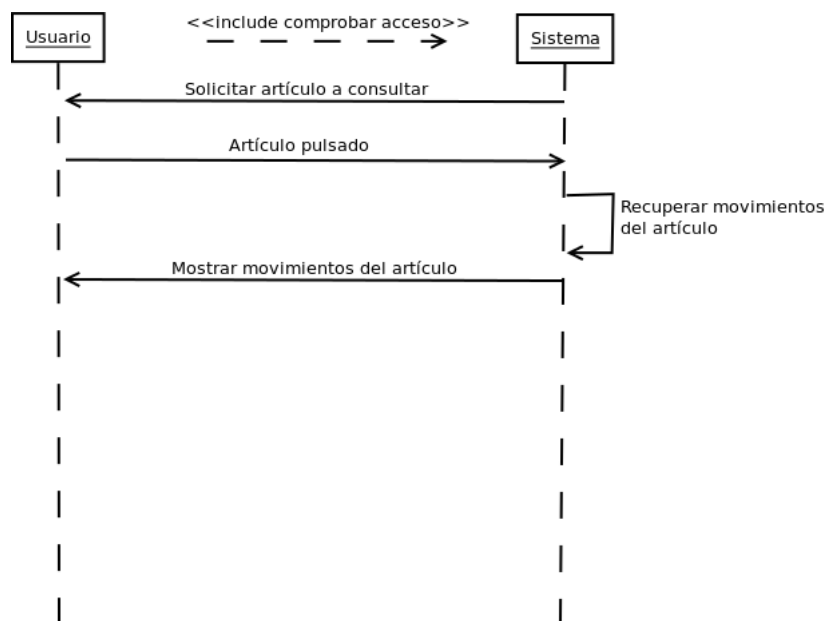 <<include comprobar acceso>>
Usuario
Sistema
Solicitar artículo a consultar
Artículo pulsado
Recuperar movimientos
del artículo
Mostrar movimientos del artículo